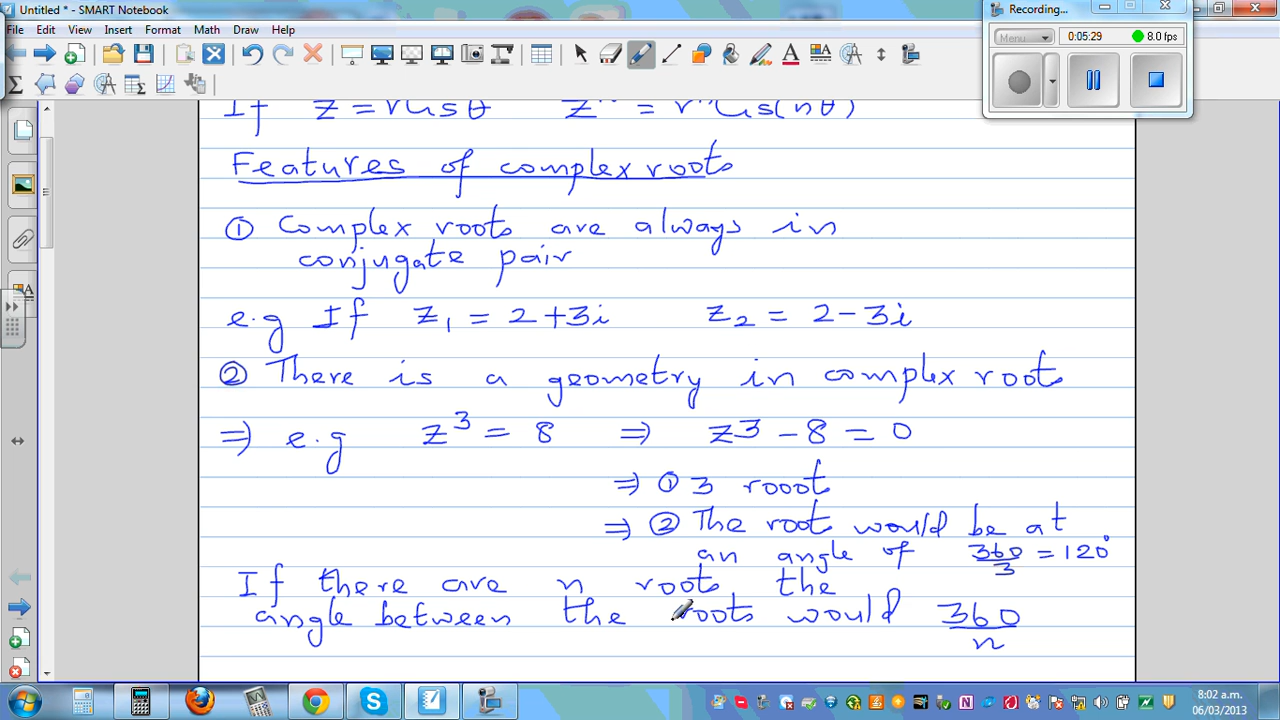 Untitled * - SMART Notebook
Recording...
File Edit View Insert Format Math Draw Help
Menu 0:05:29 8.0 fps
If z = rcisθ zⁿ = rⁿcis(nθ)
Features of complex roots
① Complex roots are always in
conjugate pair
e.g If z₁ = 2+3i z₂ = 2-3i
② There is a geometry in complex roots
⇒ e.g z³ = 8 ⇒ z³ - 8 = 0
⇒ ① 3 rooot
⇒ ② The root would be at
an angle of 360/3 = 120°
If there are n roots the
angle between the roots would 360/n
8:02 a.m.
06/03/2013